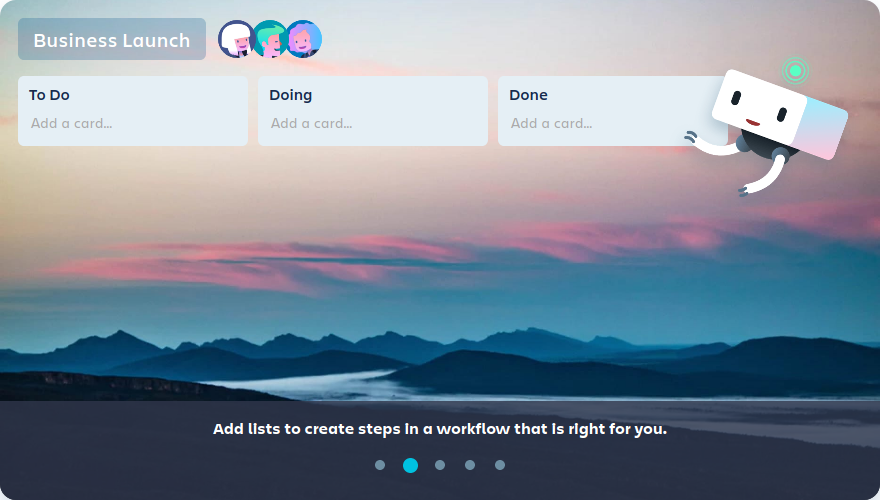 Business Launch
To Do
Doing
Done
Add a card...
Add a card...
Add a card...
Add lists to create steps in a workflow that is right for you.